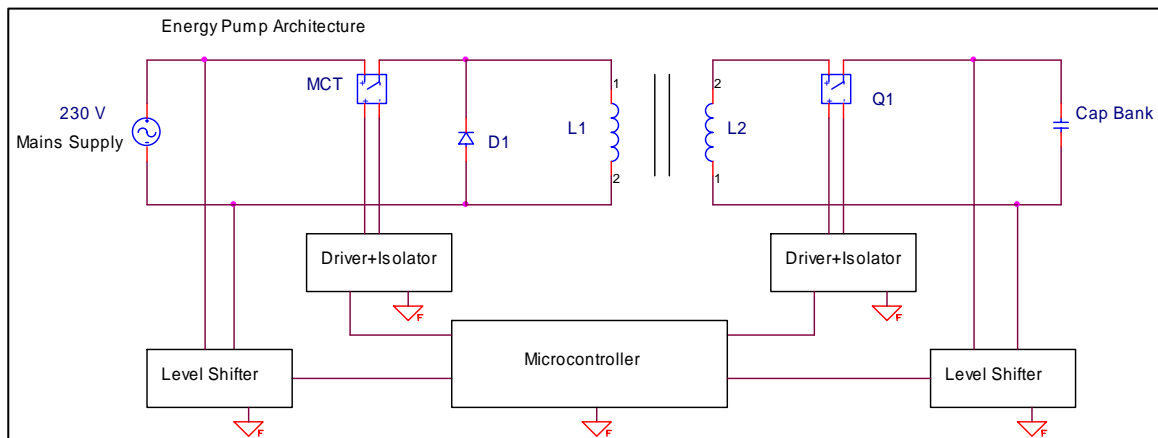 Energy Pump Architecture
MCT
1
2
Q1
230 V
Mains Supply
D1
L1
L2
Cap Bank
2
1
Driver+Isolator
Driver+Isolator
F
F
Microcontroller
Level Shifter
Level Shifter
F
F
F